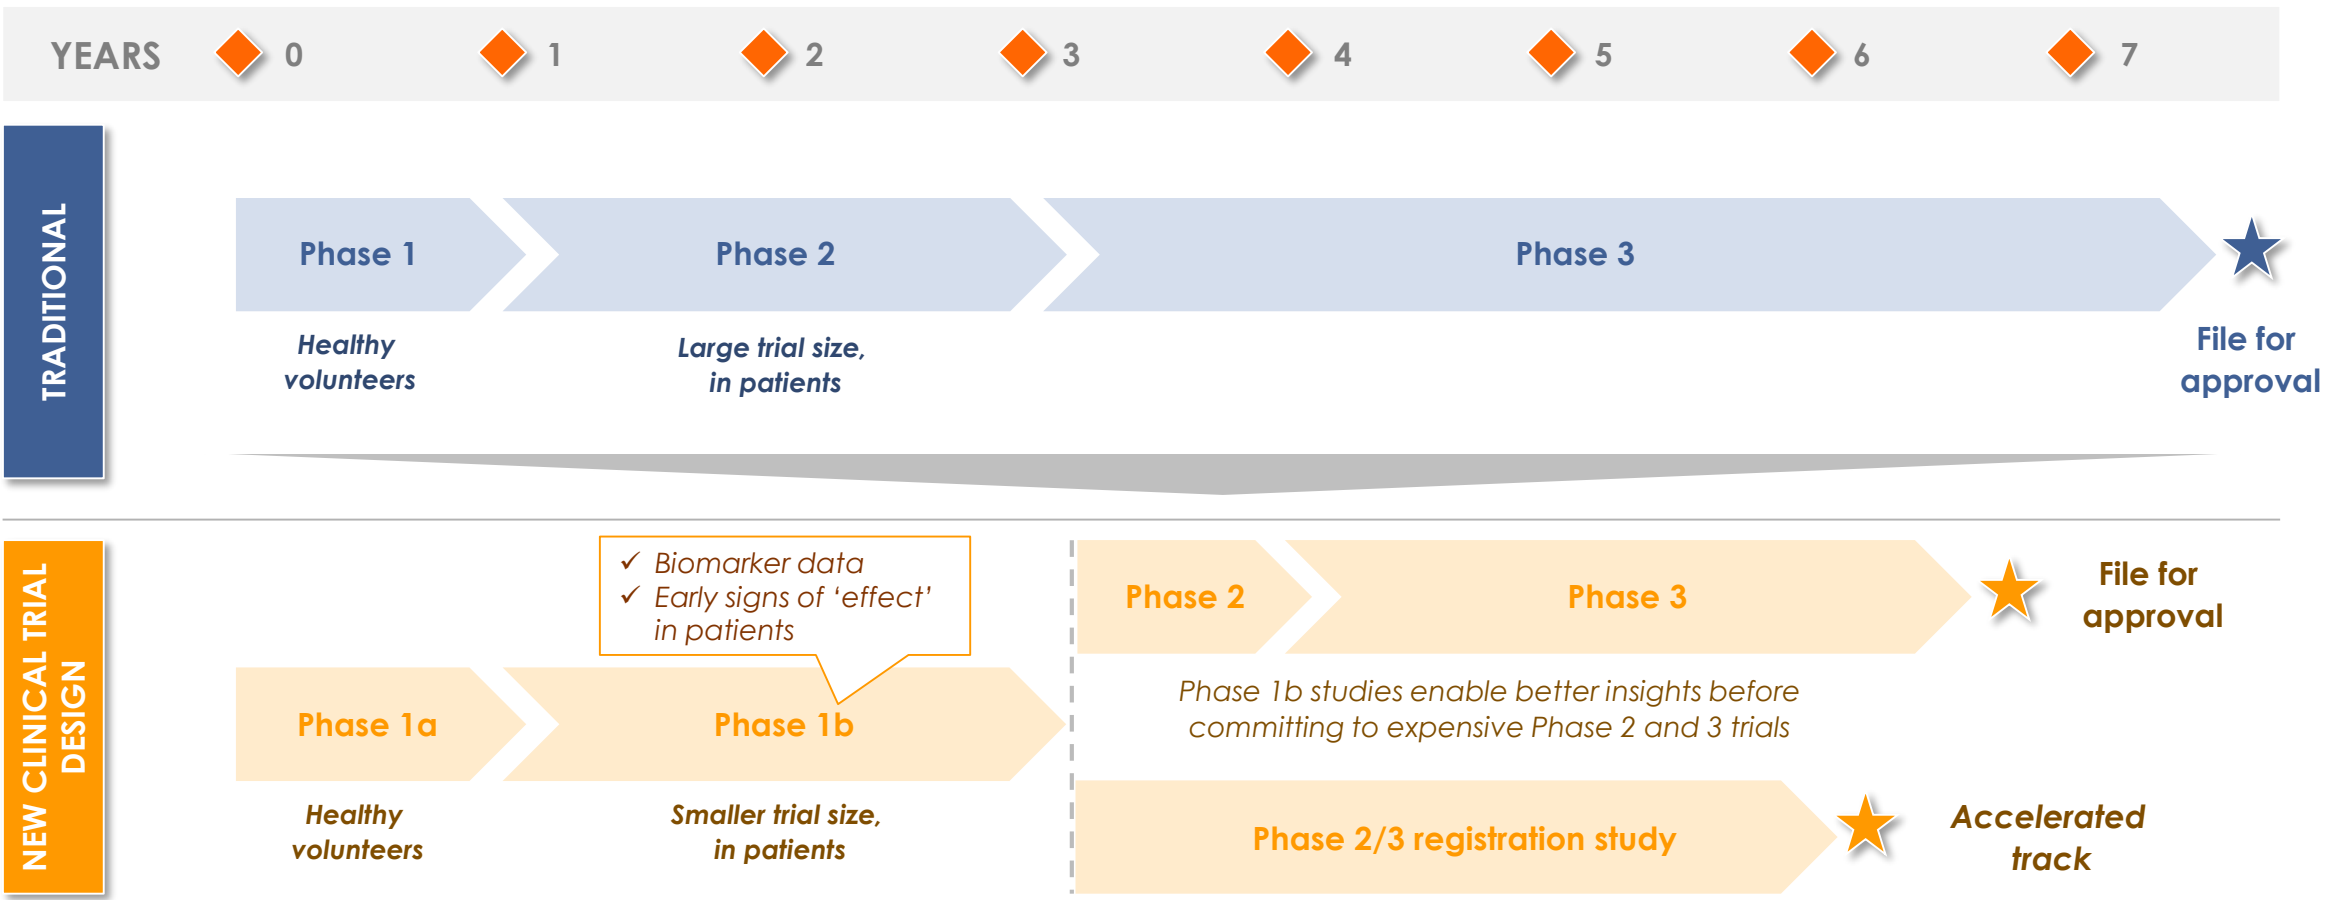 YEARS 0 1 2 3 4 5 6 7
TRADITIONAL
Phase 1
Phase 2
Phase 3
Healthy
volunteers
Large trial size,
in patients
File for
approval
NEW CLINICAL TRIAL
DESIGN
✓ Biomarker data
✓ Early signs of ‘effect’
in patients
Phase 1a
Phase 1b
Healthy
volunteers
Smaller trial size,
in patients
Phase 2
Phase 3
File for
approval
Phase 1b studies enable better insights before
committing to expensive Phase 2 and 3 trials
Phase 2/3 registration study
Accelerated
track